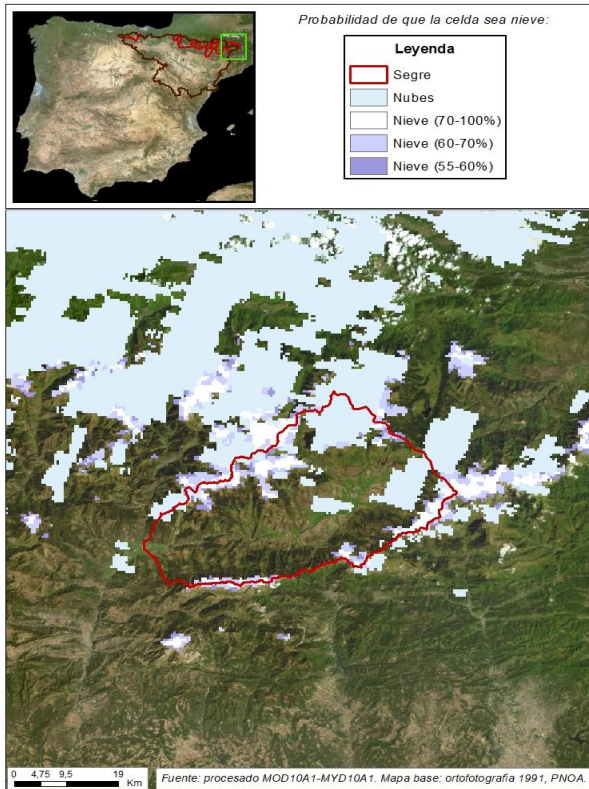 Probabilidad de que la celda sea nieve:
Leyenda
Segre
Nubes
Nieve (70-100%)
Nieve (60-70%)
Nieve (55-60%)
0 4,75 9,5 19
Km
Fuente: procesado MOD10A1-MYD10A1. Mapa base: ortofotografia 1991, PNOA.